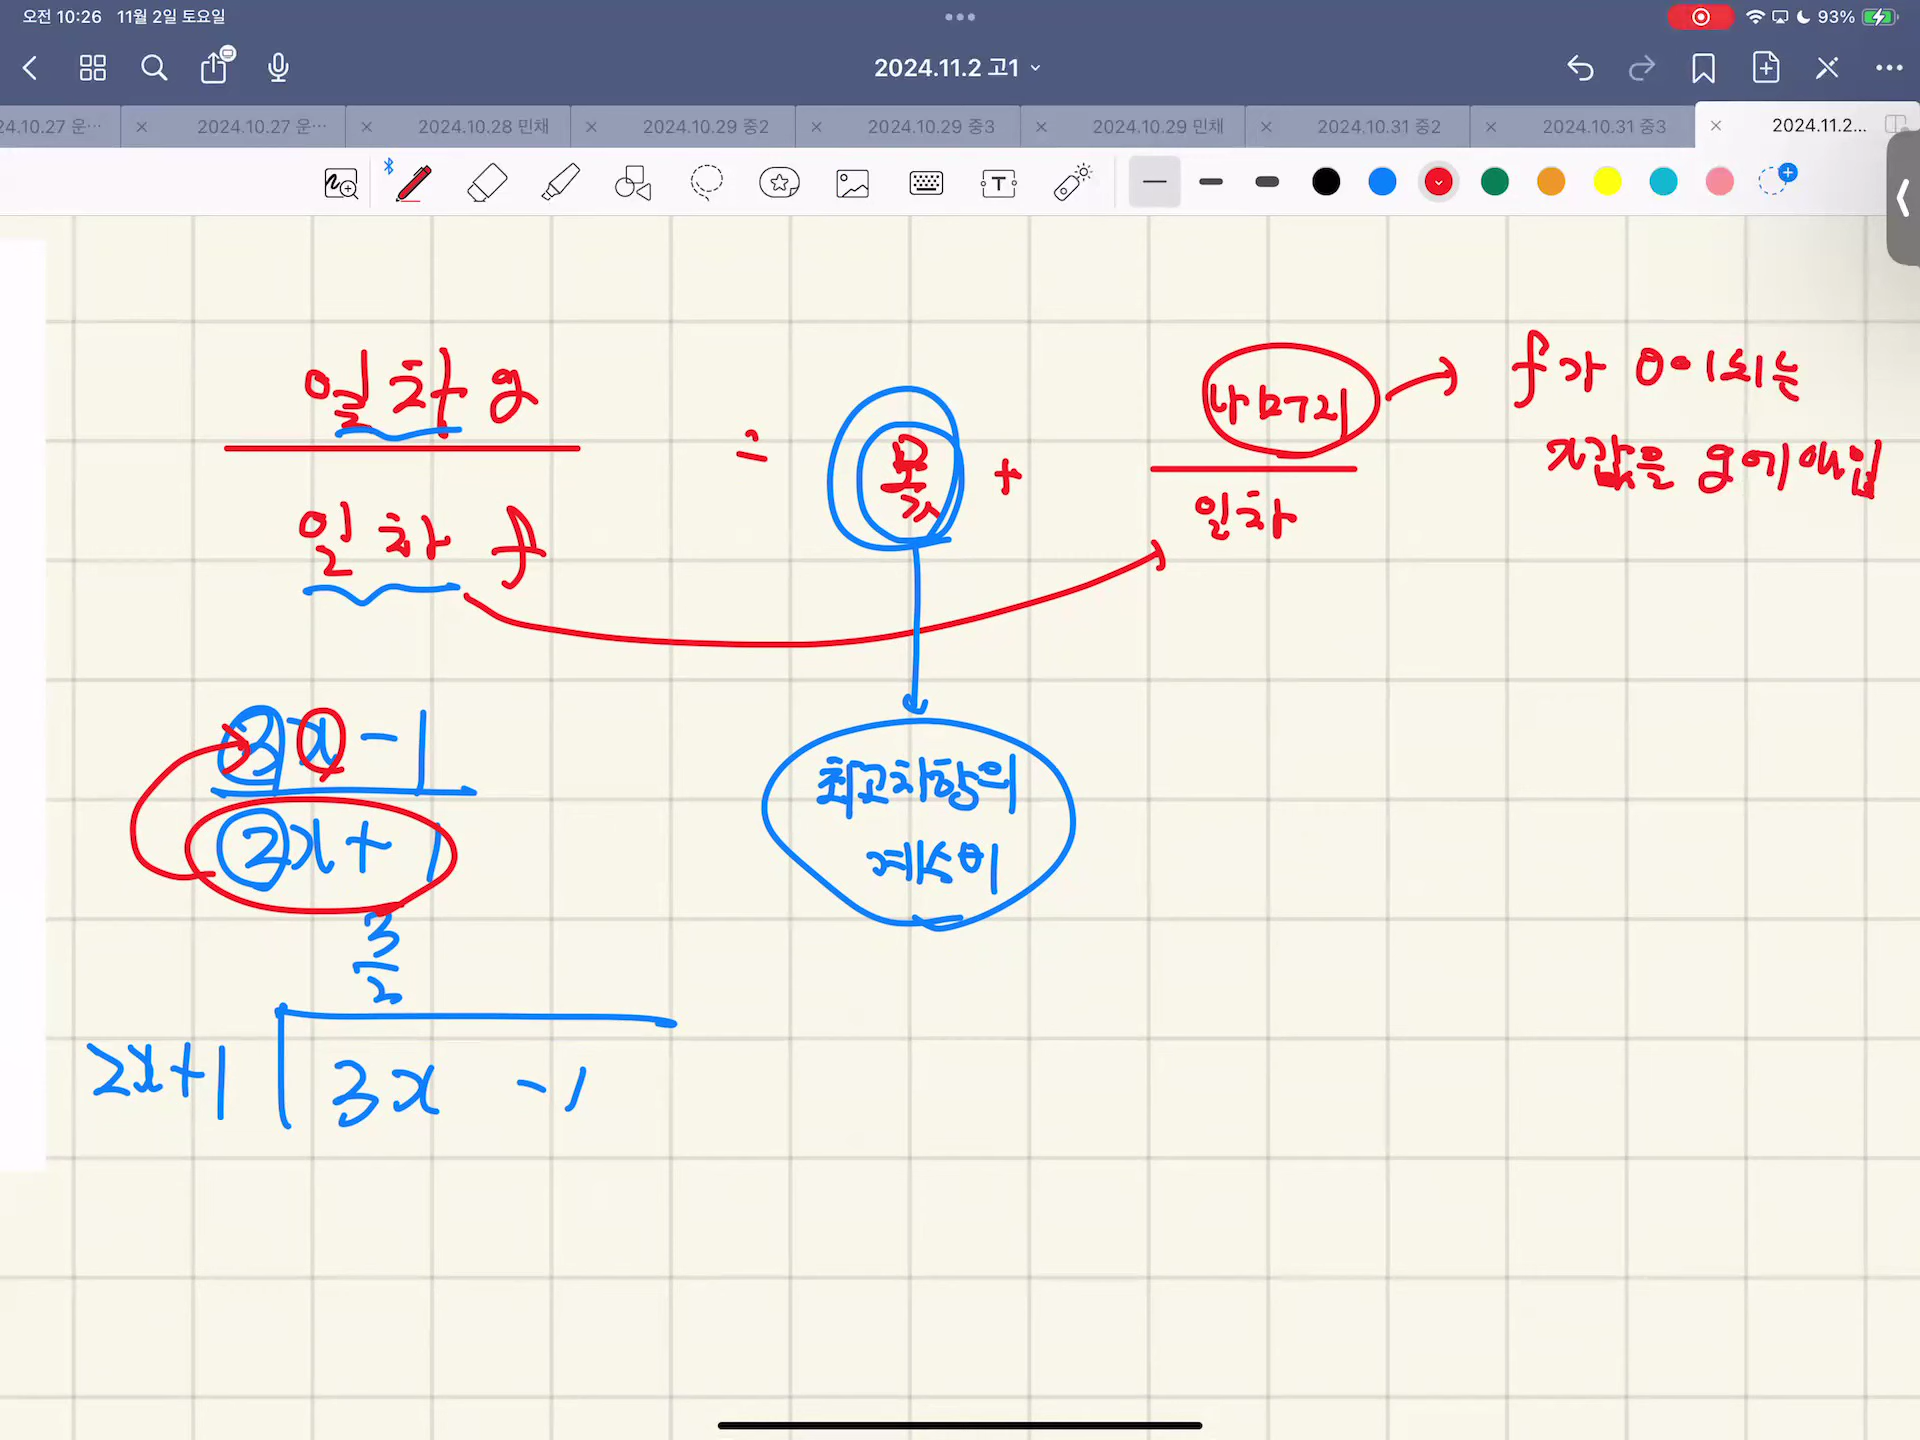 오전 10:26 11월 2일 토요일
93%
2024.11.2 고1
24.10.27 운…
2024.10.27 운…
2024.10.28 민채
2024.10.29 중2
2024.10.29 중3
2024.10.29 민채
2024.10.31 중2
2024.10.31 중3
2024.11.2...
일차 g
일차 f
=
몫
+
나머지
일차
f가 0이되는
x값을 g에 대입
3x-1
2x+1
최고차항의
계수비
3
2
2x+1
3x -1